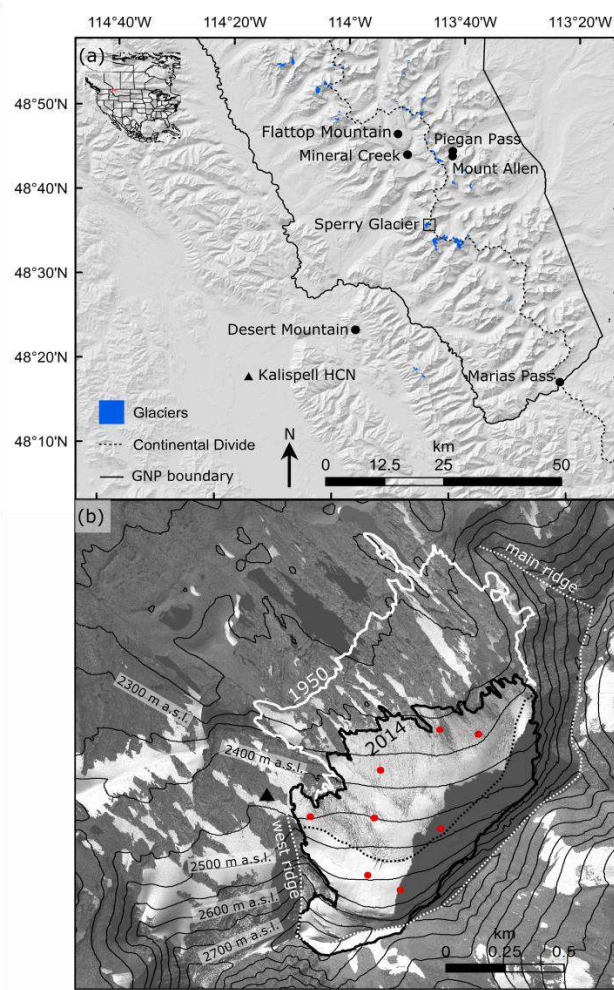 114°40'W 114°20'W 114°0'W 113°40'W 113°20'W
(a)
48°50'N
Flattop Mountain
Piegan Pass
Mineral Creek
48°40'N
Mount Allen
Sperry Glacier
48°30'N
Desert Mountain
48°20'N
Kalispell HCN
Marias Pass
Glaciers
N
km
Continental Divide
48°10'N
0 12.5 25 50
GNP boundary
(b)
main ridge
1950
2300 m a.s.l.
2014
2400 m a.s.l.
west ridge
2500 m a.s.l.
2600 m a.s.l.
2700 m a.s.l.
km
0 0.25 0.5